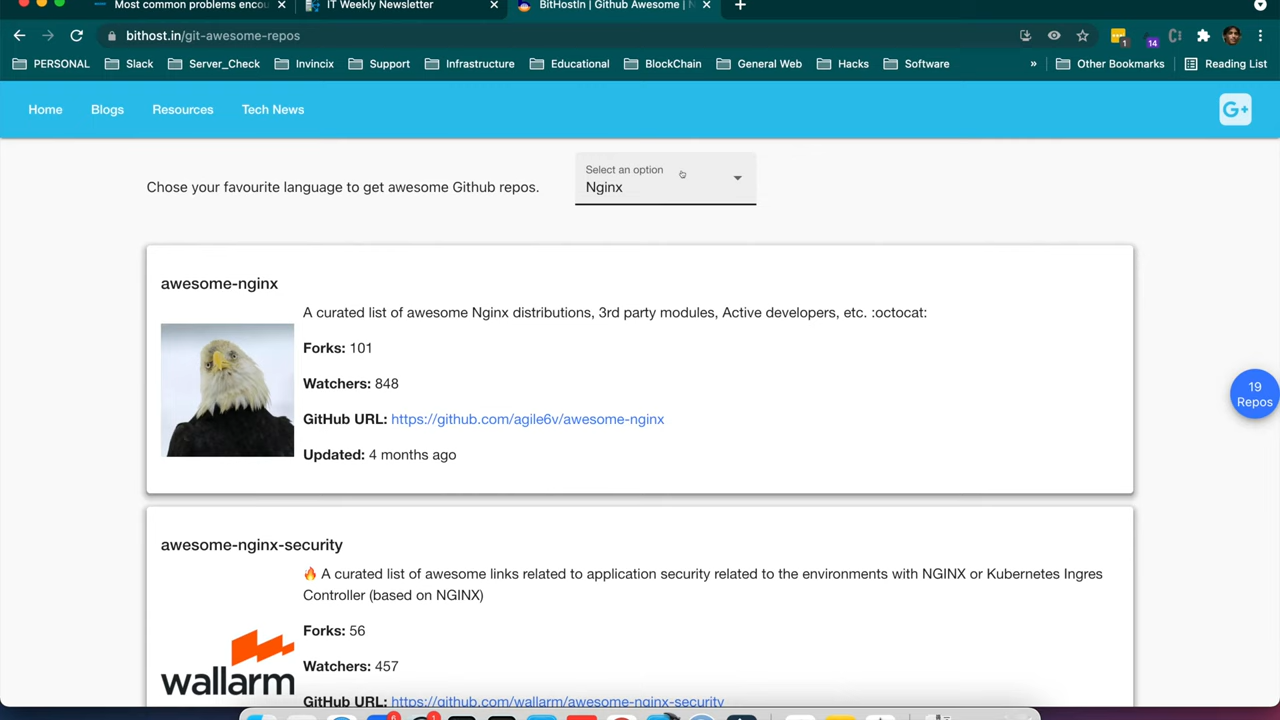 Most common problems encou
IT Weekly Newsletter
BitHostIn | Github Awesome | N
bithost.in/git-awesome-repos
1
14
PERSONAL
Slack
Server_Check
Invincix
Support
Infrastructure
Educational
BlockChain
General Web
Hacks
Software
»
Other Bookmarks
Reading List
Home
Blogs
Resources
Tech News
G+
Chose your favourite language to get awesome Github repos.
Select an option
Nginx
awesome-nginx
A curated list of awesome Nginx distributions, 3rd party modules, Active developers, etc. :octocat:
Forks: 101
Watchers: 848
GitHub URL: https://github.com/agile6v/awesome-nginx
Updated: 4 months ago
19
Repos
awesome-nginx-security
🔥 A curated list of awesome links related to application security related to the environments with NGINX or Kubernetes Ingres
Controller (based on NGINX)
Forks: 56
Watchers: 457
wallarm
GitHub URL: https://github.com/wallarm/awesome-nginx-security